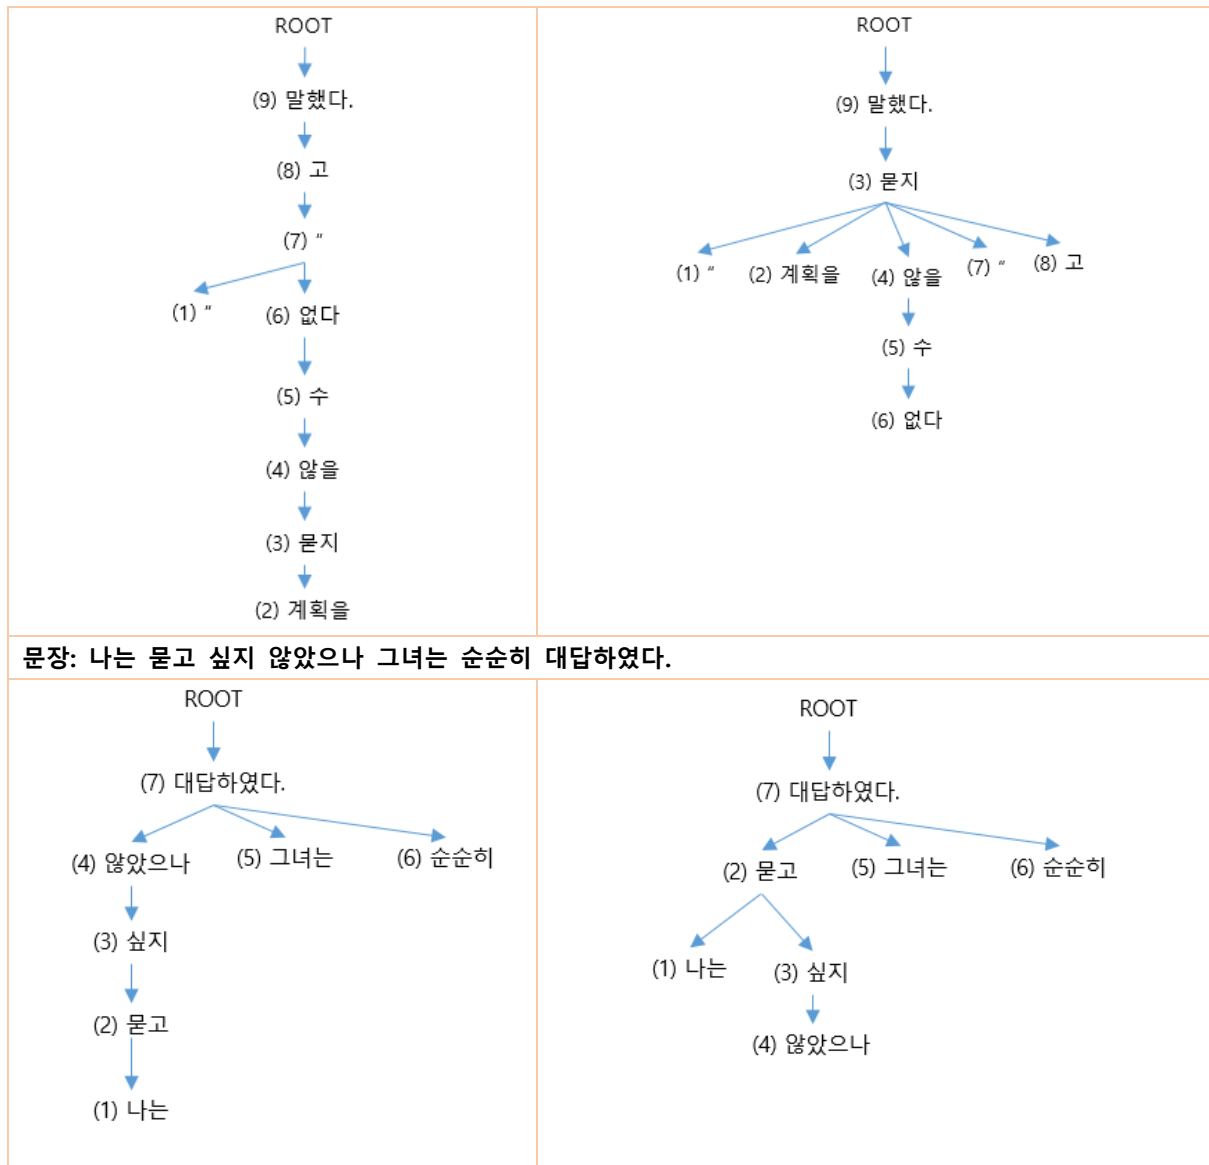 ROOT
(9) 말했다.
(8) 고
(7) “
(1) “ (6) 없다
(5) 수
(4) 않을
(3) 묻지
(2) 계획을
ROOT
(9) 말했다.
(3) 묻지
(1) “ (2) 계획을 (4) 않을 (7) “ (8) 고
(5) 수
(6) 없다
문장: 나는 묻고 싶지 않았으나 그녀는 순순히 대답하였다.
ROOT
(7) 대답하였다.
(4) 않았으나 (5) 그녀는 (6) 순순히
(3) 싶지
(2) 묻고
(1) 나는
ROOT
(7) 대답하였다.
(2) 묻고 (5) 그녀는 (6) 순순히
(1) 나는 (3) 싶지
(4) 않았으나